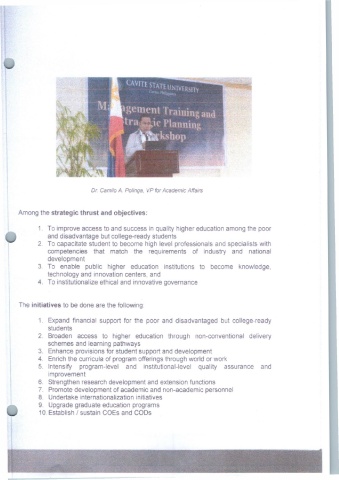 CAVITE STATE UNIVERSITY
Management Training and
Strategic Planning
Workshop
Dr. Camilo A. Polinga, VP for Academic Affairs
Among the strategic thrust and objectives:
1. To improve access to and success in quality higher education among the poor
and disadvantage but college-ready students
2. To capacitate student to become high level professionals and specialists with
competencies that match the requirements of industry and national
development
3. To enable public higher education institutions to become knowledge,
technology and innovation centers, and
4. To institutionalize ethical and innovative governance
The initiatives to be done are the following:
1. Expand financial support for the poor and disadvantaged but college-ready
students
2. Broaden access to higher education through non-conventional delivery
schemes and learning pathways
3. Enhance provisions for student support and development
4. Enrich the curricula of program offerings through world or work
5. Intensify program-level and institutional-level quality assurance and
improvement
6. Strengthen research development and extension functions
7. Promote development of academic and non-academic personnel
8. Undertake internationalization initiatives
9. Upgrade graduate education programs
10. Establish / sustain COEs and CODs